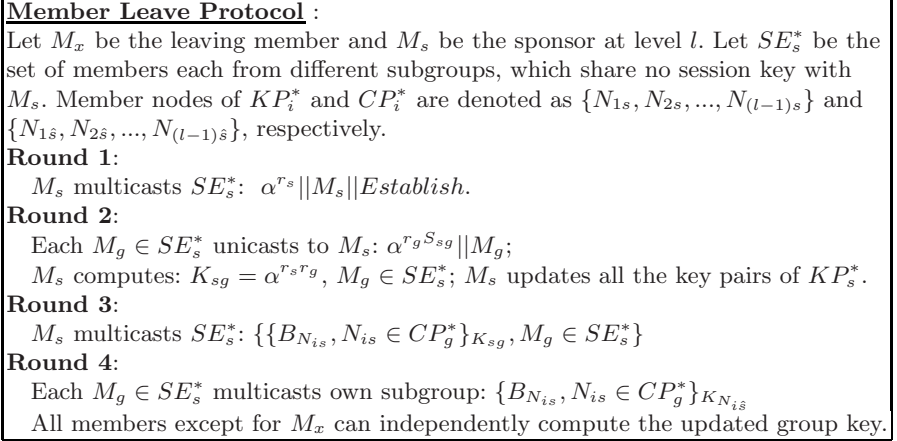 Member Leave Protocol :
Let M_x be the leaving member and M_s be the sponsor at level l. Let SE_s^* be the
set of members each from different subgroups, which share no session key with
M_s. Member nodes of KP_i^* and CP_i^* are denoted as {N_{1s}, N_{2s}, ..., N_{(l−1)s}} and
{N_{1ŝ}, N_{2ŝ}, ..., N_{(l−1)ŝ}}, respectively.
Round 1:
M_s multicasts SE_s^*: α^{r_s}||M_s||Establish.
Round 2:
Each M_g ∈ SE_s^* unicasts to M_s: α^{r_g S_{sg}}||M_g;
M_s computes: K_{sg} = α^{r_s r_g}, M_g ∈ SE_s^*; M_s updates all the key pairs of KP_s^*.
Round 3:
M_s multicasts SE_s^*: {{B_{N_{is}}, N_{is} ∈ CP_g^*}_{K_{sg}}, M_g ∈ SE_s^*}
Round 4:
Each M_g ∈ SE_s^* multicasts own subgroup: {B_{N_{is}}, N_{is} ∈ CP_g^*}_{K_{N_{iŝ}}}
All members except for M_x can independently compute the updated group key.